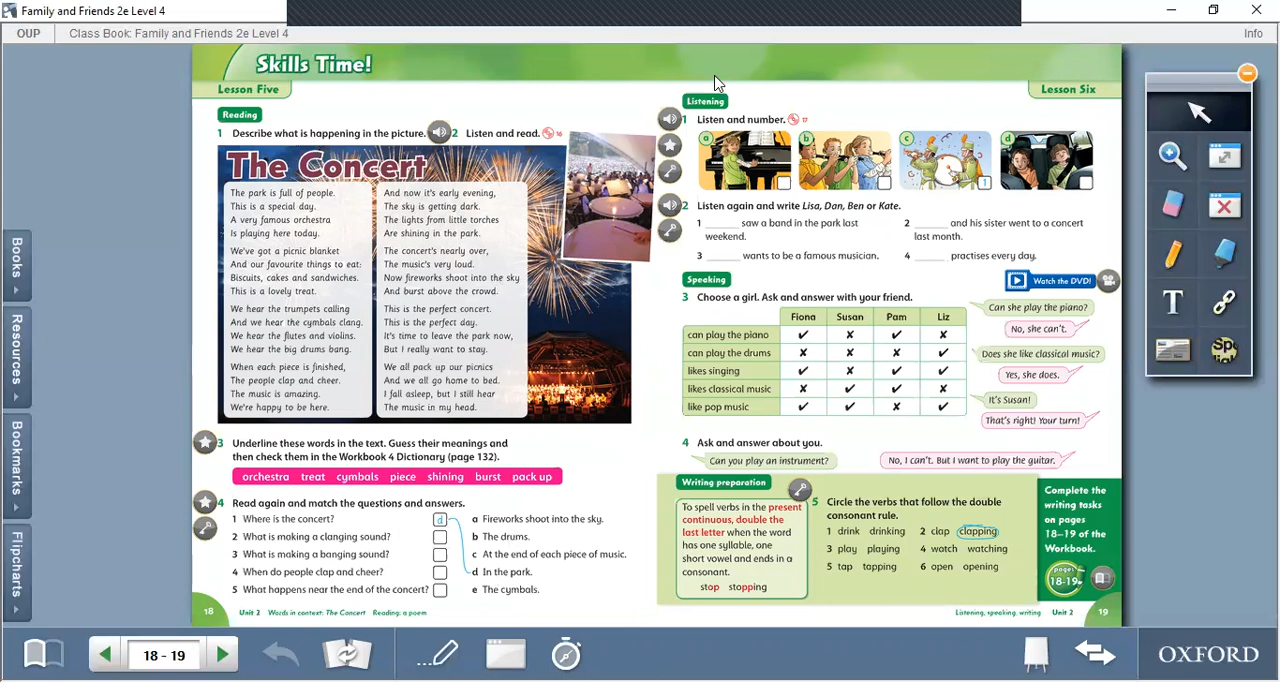 Family and Friends 2e Level 4
OUP
Class Book: Family and Friends 2e Level 4
Info
Skills Time!
Lesson Five
Reading
1 Describe what is happening in the picture.
2 Listen and read. 16
The Concert
The park is full of people.
This is a special day.
A very famous orchestra
Is playing here today.
We've got a picnic blanket
And our favourite things to eat:
Biscuits, cakes and sandwiches.
This is a lovely treat.
We hear the trumpets calling
And we hear the cymbals clang.
We hear the flutes and violins.
We hear the big drums bang.
When each piece is finished,
The people clap and cheer.
The music is amazing.
We're happy to be here.
And now it's early evening,
The sky is getting dark.
The lights from little torches
Are shining in the park.
The concert's nearly over,
The music's very loud.
Now fireworks shoot into the sky
And burst above the crowd.
This is the perfect concert.
This is the perfect day.
It's time to leave the park now,
But I really want to stay.
We all pack up our picnics
And we all go home to bed.
I fall asleep, but I still hear
The music in my head.
3 Underline these words in the text. Guess their meanings and
then check them in the Workbook 4 Dictionary (page 132).
orchestra treat cymbals piece shining burst pack up
4 Read again and match the questions and answers.
1 Where is the concert? d
2 What is making a clanging sound?
3 What is making a banging sound?
4 When do people clap and cheer?
5 What happens near the end of the concert?
a Fireworks shoot into the sky.
b The drums.
c At the end of each piece of music.
d In the park.
e The cymbals.
18 Unit 2 Words in context: The Concert Reading: a poem
Lesson Six
Listening
1 Listen and number. 17
a
b
c
d
1
2 Listen again and write Lisa, Dan, Ben or Kate.
1 _____ saw a band in the park last
weekend.
2 _____ and his sister went to a concert
last month.
3 _____ wants to be a famous musician.
4 _____ practises every day.
Speaking
Watch the DVD!
3 Choose a girl. Ask and answer with your friend.
Fiona Susan Pam Liz
can play the piano ✔ ✘ ✔ ✘
can play the drums ✘ ✘ ✘ ✔
likes singing ✔ ✘ ✔ ✔
likes classical music ✘ ✔ ✔ ✘
like pop music ✔ ✔ ✘ ✔
Can she play the piano?
No, she can't.
Does she like classical music?
Yes, she does.
It's Susan!
That's right! Your turn!
4 Ask and answer about you.
Can you play an instrument?
No, I can't. But I want to play the guitar.
Writing preparation
To spell verbs in the present
continuous, double the
last letter when the word
has one syllable, one
short vowel and ends in a
consonant.
stop stopping
5 Circle the verbs that follow the double
consonant rule.
1 drink drinking 2 clap clapping
3 play playing 4 watch watching
5 tap tapping 6 open opening
Complete the
writing tasks
on pages
18–19 of the
Workbook.
pages
18-19
Listening, speaking, writing Unit 2 19
Books
Resources
Bookmarks
Flipcharts
T
Sp
18 - 19
OXFORD